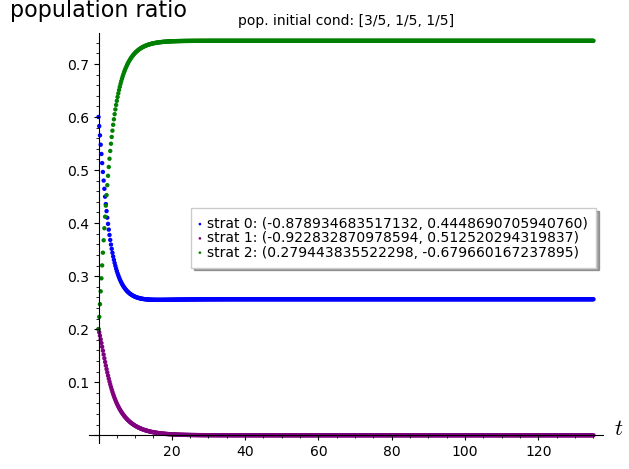 population ratio
pop. initial cond: [3/5, 1/5, 1/5]
0.7
0.6
0.5
0.4
0.3
0.2
0.1
strat 0: (-0.878934683517132, 0.4448690705940760)
strat 1: (-0.922832870978594, 0.512520294319837)
strat 2: (0.279443835522298, -0.679660167237895)
20 40 60 80 100 120
t